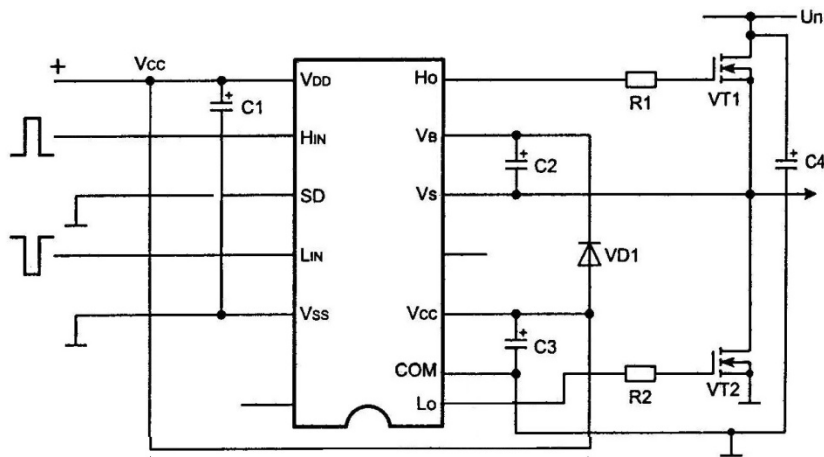 Un
+ Vcc
VDD
Ho
R1
VT1
+
C1
HIN
VB
+
C2
C4
+
SD
Vs
LIN
VD1
Vss
Vcc
+
C3
COM
VT2
Lo
R2